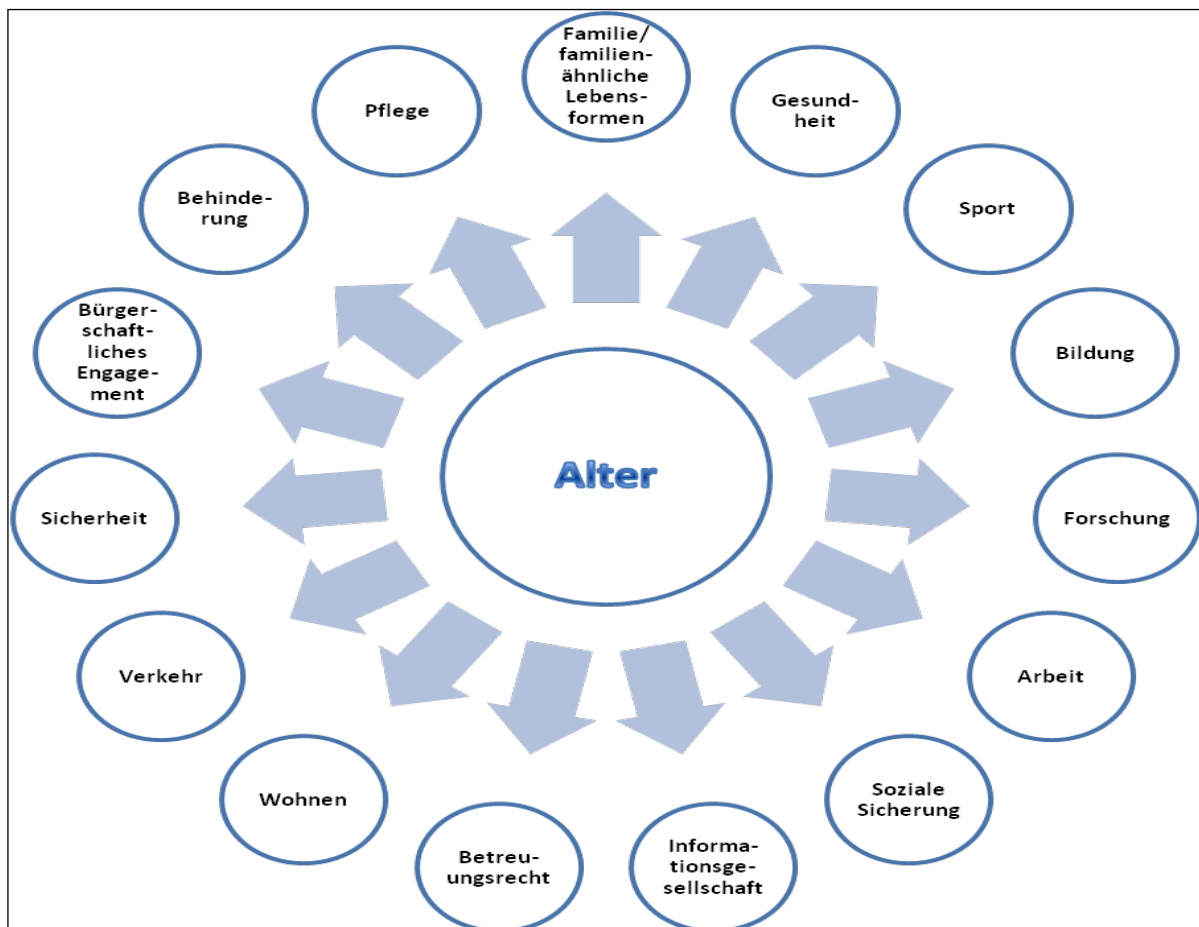 Familie/
familien-
ähnliche
Lebens-
formen
Gesund-
heit
Sport
Bildung
Forschung
Arbeit
Soziale
Sicherung
Informa-
tionsge-
sellschaft
Betreu-
ungsrecht
Wohnen
Verkehr
Sicherheit
Bürger-
schaft-
liches
Engage-
ment
Behinde-
rung
Pflege
Alter